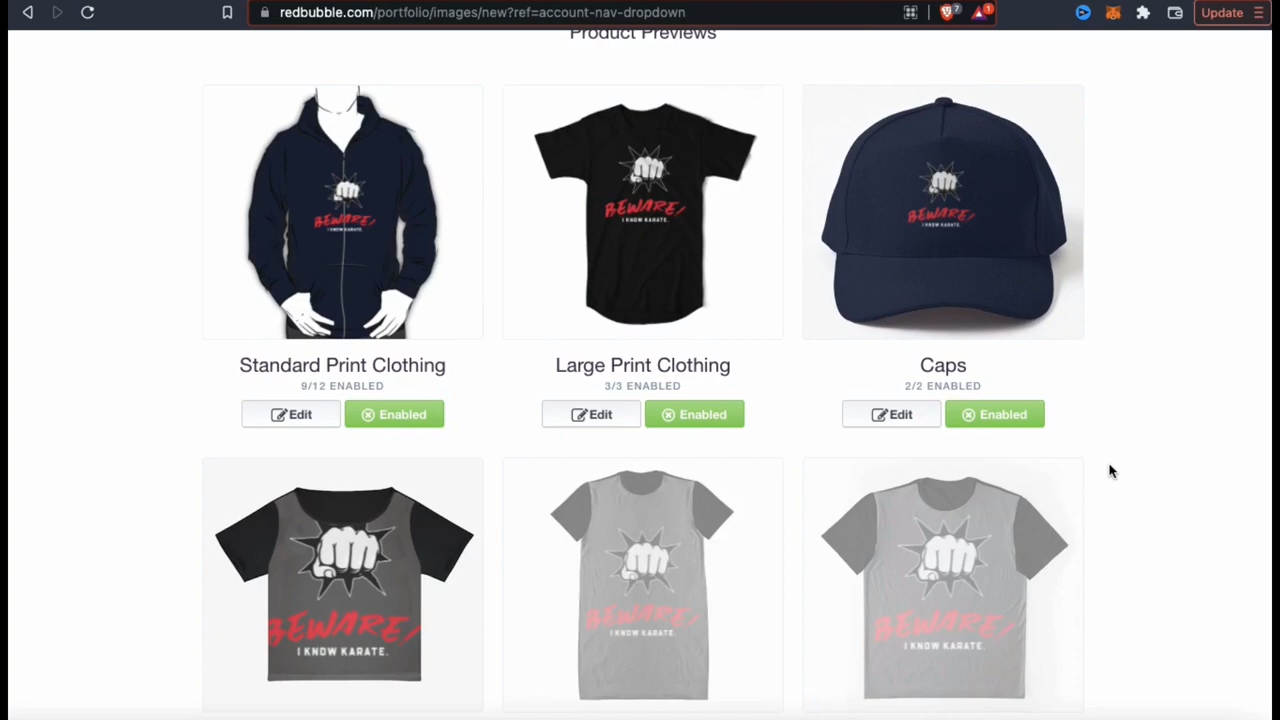 redbubble.com/portfolio/images/new?ref=account-nav-dropdown
7
1
Update
Product Previews
BEWARE!
I KNOW KARATE.
BEWARE!
I KNOW KARATE.
BEWARE!
I KNOW KARATE.
Standard Print Clothing
Large Print Clothing
Caps
9/12 ENABLED
3/3 ENABLED
2/2 ENABLED
Edit
Enabled
Edit
Enabled
Edit
Enabled
BEWARE!
I KNOW KARATE.
BEWARE!
I KNOW KARATE.
BEWARE!
I KNOW KARATE.